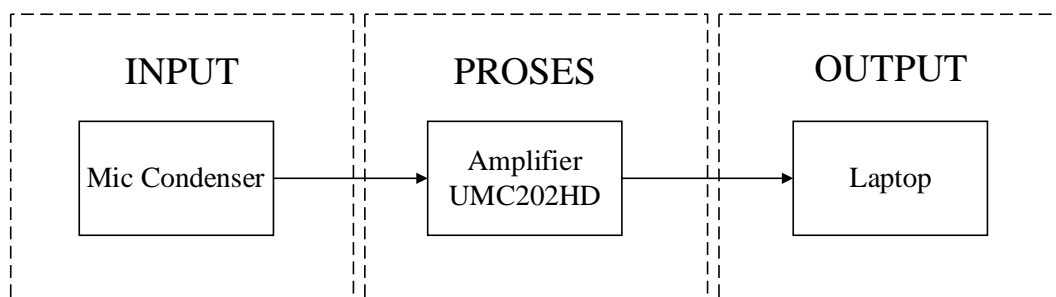 INPUT
Mic Condenser
PROSES
Amplifier
UMC202HD
OUTPUT
Laptop